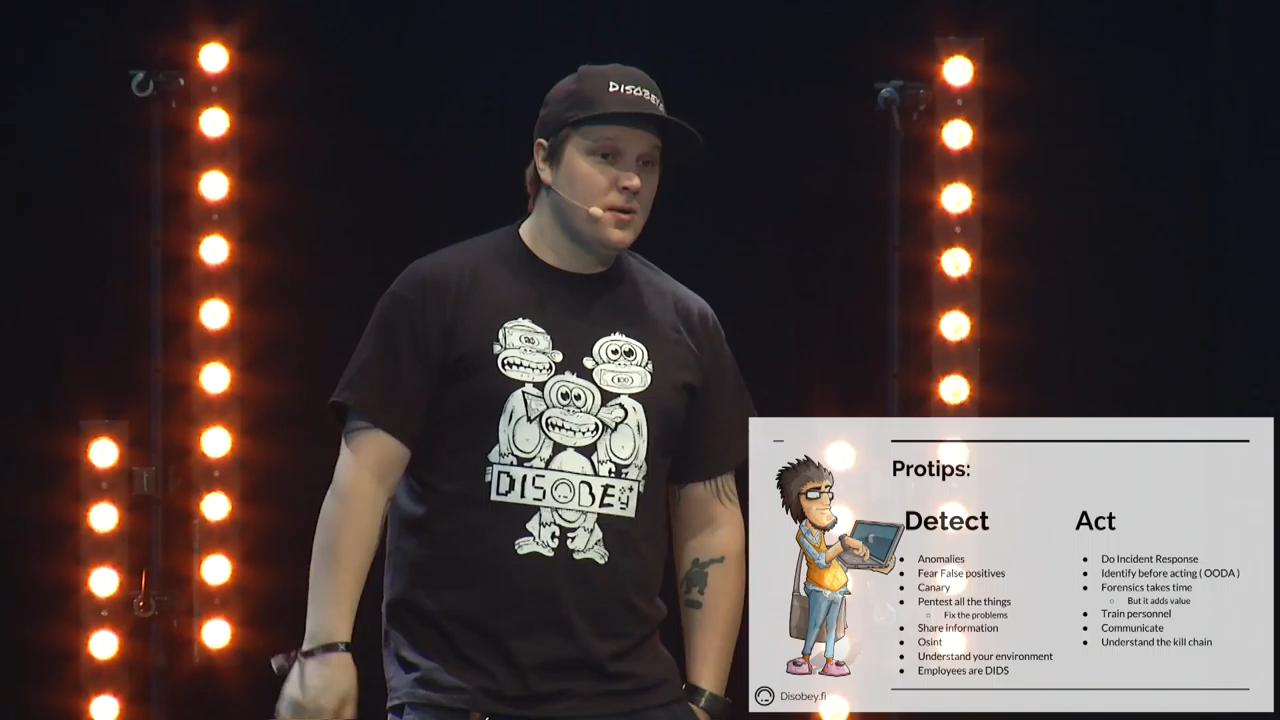 DISOBEY
20
100
DISOBEY
Protips:
Detect
Anomalies
Fear False positives
Canary
Pentest all the things
Fix the problems
Share information
Osint
Understand your environment
Employees are DIDS
Act
Do Incident Response
Identify before acting ( OODA )
Forensics takes time
But it adds value
Train personnel
Communicate
Understand the kill chain
Disobey.fi